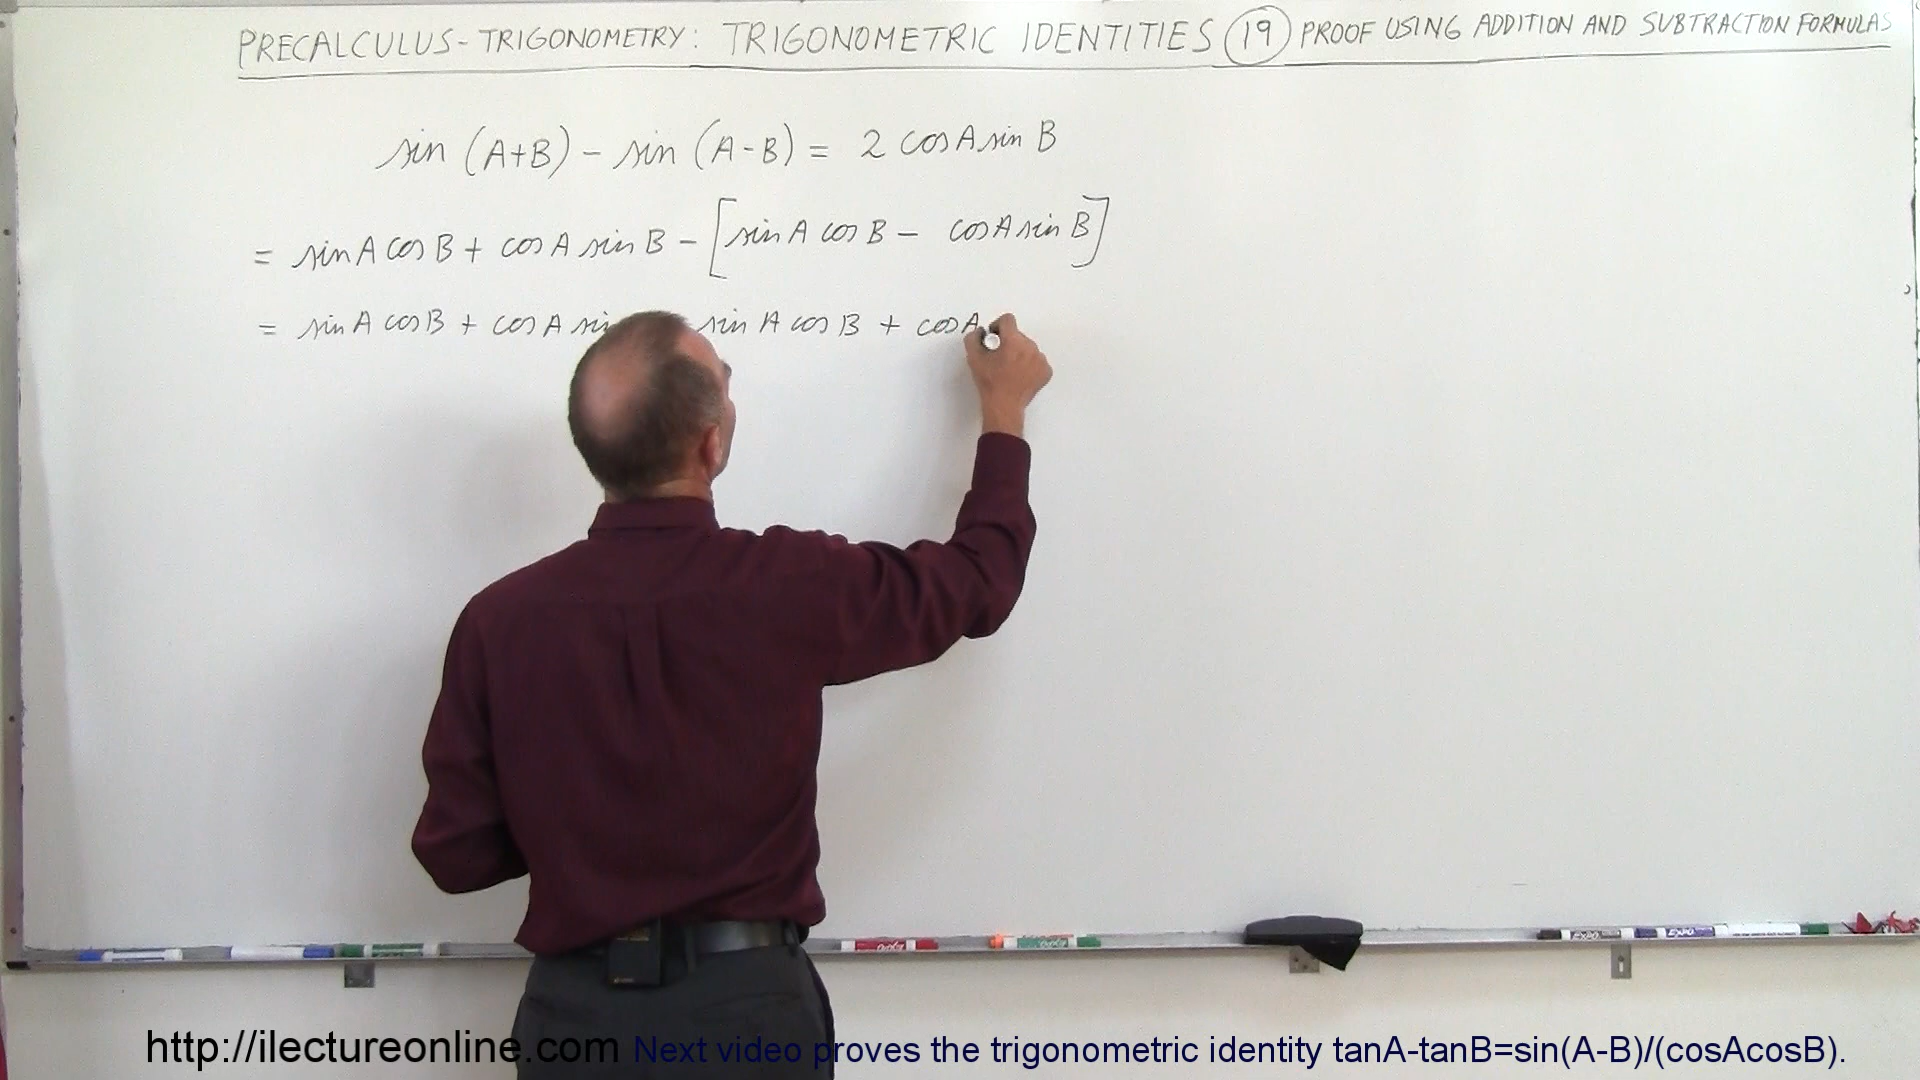 PRECALCULUS - TRIGONOMETRY: TRIGONOMETRIC IDENTITIES 19 PROOF USING ADDITION AND SUBTRACTION FORMULAS
sin (A+B) - sin (A-B) = 2 cos A sin B
= sin A cos B + cos A sin B - [sin A cos B - cos A sin B]
= sin A cos B + cos A sin A cos B + cos A
EXPO EXPO
http://ilectureonline.com Next video proves the trigonometric identity tanA-tanB=sin(A-B)/(cosAcosB).